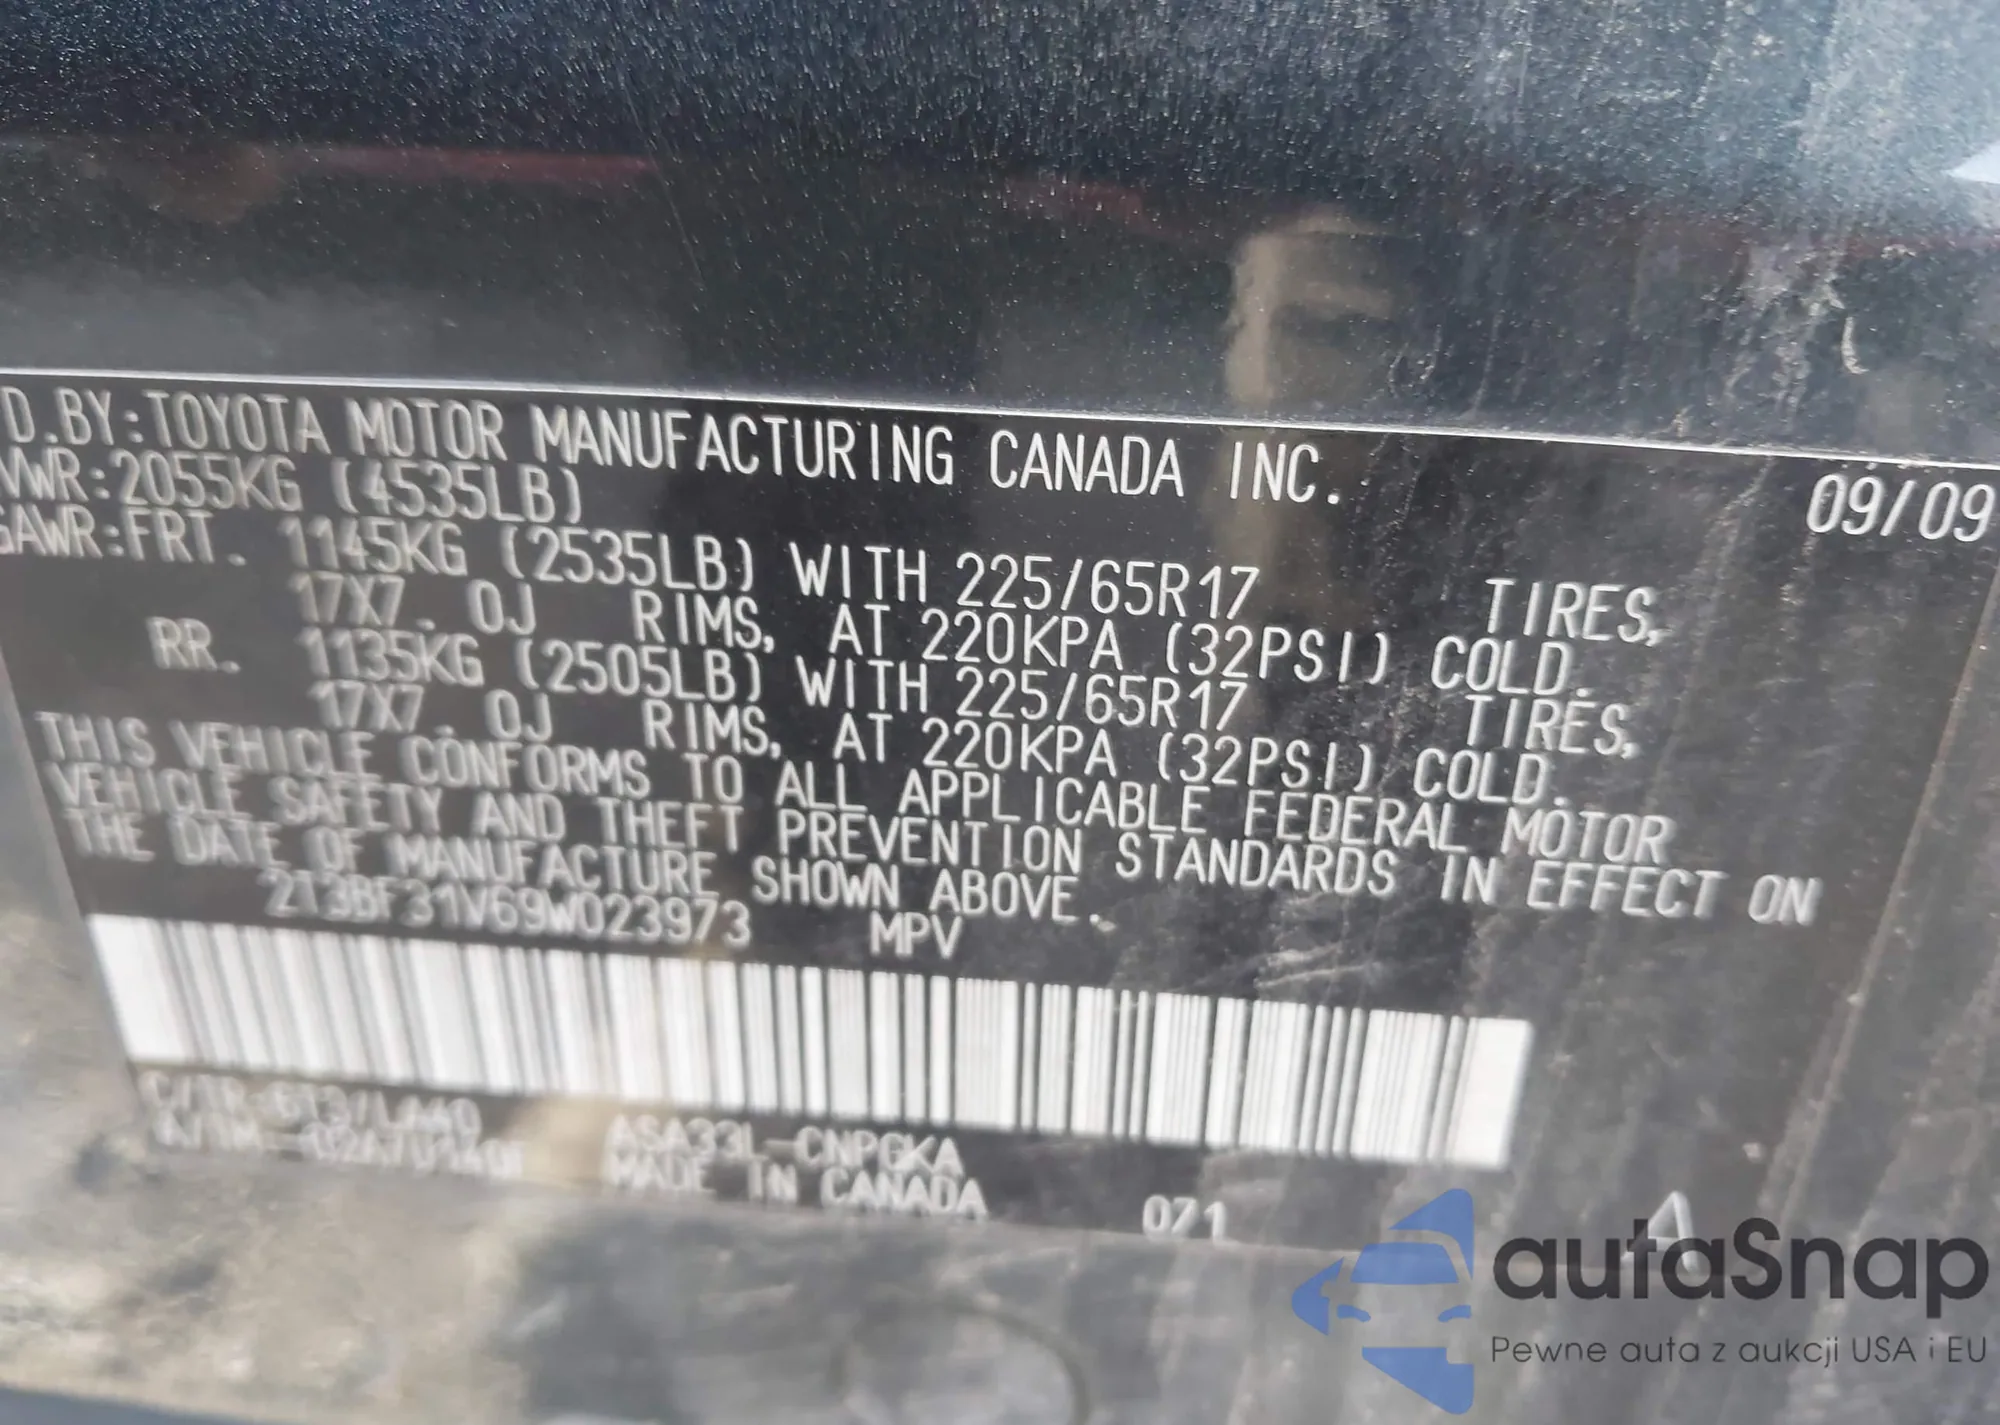 D.BY:TOYOTA MOTOR MANUFACTURING CANADA INC. 09/09
VWR:2055KG (4535LB)
GAWR:FRT. 1145KG (2535LB) WITH 225/65R17 TIRES,
17X7.0J RIMS, AT 220KPA (32PSI) COLD.
RR. 1135KG (2505LB) WITH 225/65R17 TIRES,
17X7.0J RIMS, AT 220KPA (32PSI) COLD.
THIS VEHICLE CONFORMS TO ALL APPLICABLE FEDERAL MOTOR
VEHICLE SAFETY AND THEFT PREVENTION STANDARDS IN EFFECT ON
THE DATE OF MANUFACTURE SHOWN ABOVE.
2T3BF31V69W023973 MPV
ASA33L-CNPGKA
MADE IN CANADA 071 A
autaSnap
Pewne auta z aukcji USA i EU